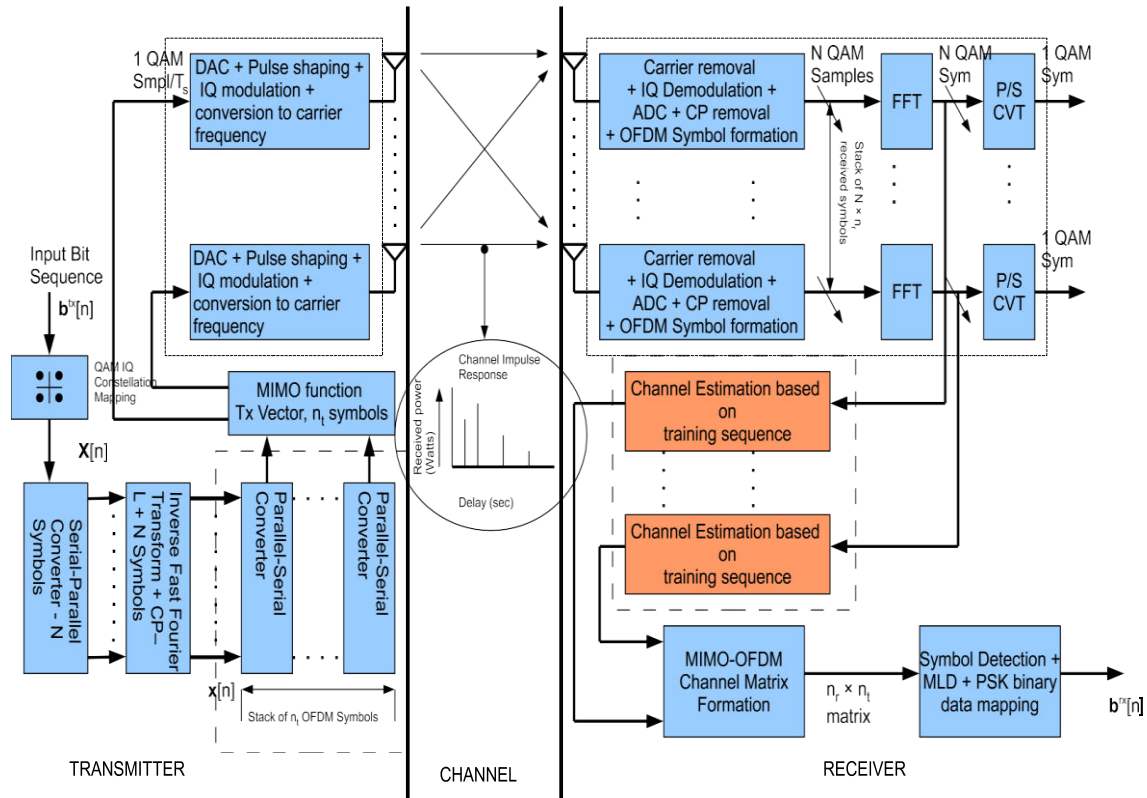 1 QAM
Smpl/Tₛ
DAC + Pulse shaping +
IQ modulation +
conversion to carrier
frequency
DAC + Pulse shaping +
IQ modulation +
conversion to carrier
frequency
Input Bit
Sequence
bᵗˣ[n]
QAM IQ
Constellation
Mapping
X[n]
MIMO function
Tx Vector, nₜ symbols
Serial-Parallel
Converter - N
Symbols
Inverse Fast Fourier
Transform + CP–
L + N Symbols
Parallel-Serial
Converter
Parallel-Serial
Converter
x[n]
Stack of nₜ OFDM Symbols
TRANSMITTER
Channel Impulse
Response
Received power
(Watts)
Delay (sec)
CHANNEL
Carrier removal
+ IQ Demodulation +
ADC + CP removal
+ OFDM Symbol formation
N QAM
Samples
FFT
N QAM
Sym
P/S
CVT
1 QAM
Sym
Stack of N × nᵣ
received symbols
Carrier removal
+ IQ Demodulation +
ADC + CP removal
+ OFDM Symbol formation
FFT
P/S
CVT
1 QAM
Sym
Channel Estimation based
on
training sequence
Channel Estimation based
on
training sequence
MIMO-OFDM
Channel Matrix
Formation
nᵣ × nₜ
matrix
Symbol Detection +
MLD + PSK binary
data mapping
bʳˣ[n]
RECEIVER